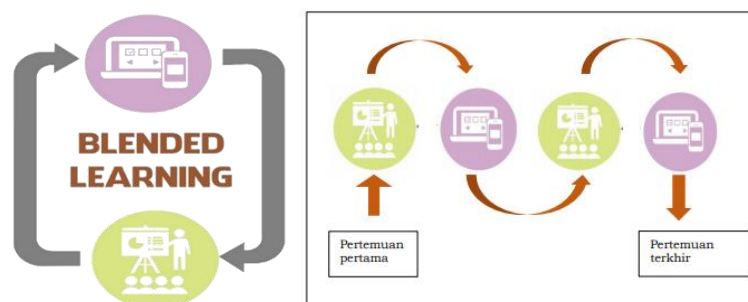 BLENDED
LEARNING
Pertemuan
pertama
Pertemuan
terkhir